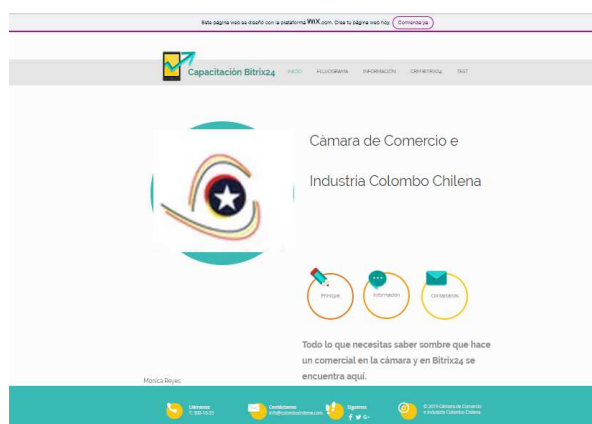 Este página web se diseñó con la plataforma WiX.com. Crea tu página web hoy. Comienza ya
Capacitación Bitrix24
INICIO FLUJOGRAMA INFORMACIÓN CRM BITRIX24 TEST
Càmara de Comercio e
Industria Colombo Chilena
Principal Información Contáctanos
Todo lo que necesitas saber sombre que hace
un comercial en la cámara y en Bitrix24 se
encuentra aquí.
Monica Reyes
Llámanos
Contáctanos
Síguenos
© 2019 Cámara de Comercio
e Industria Colombo Chilena